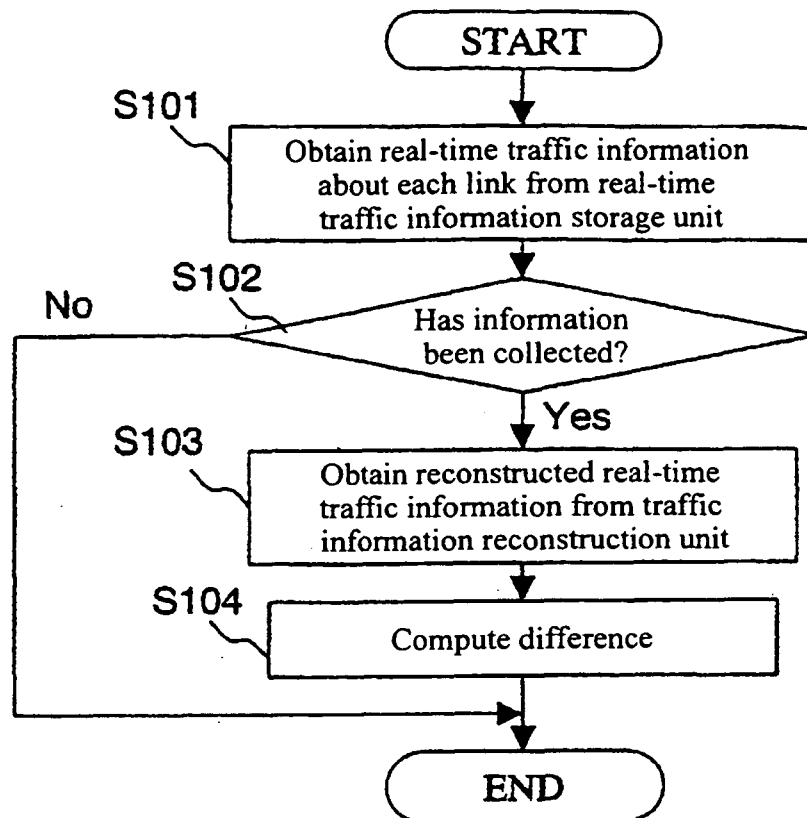 START
S101
Obtain real-time traffic information
about each link from real-time
traffic information storage unit
S102
No
Has information
been collected?
Yes
S103
Obtain reconstructed real-time
traffic information from traffic
information reconstruction unit
S104
Compute difference
END